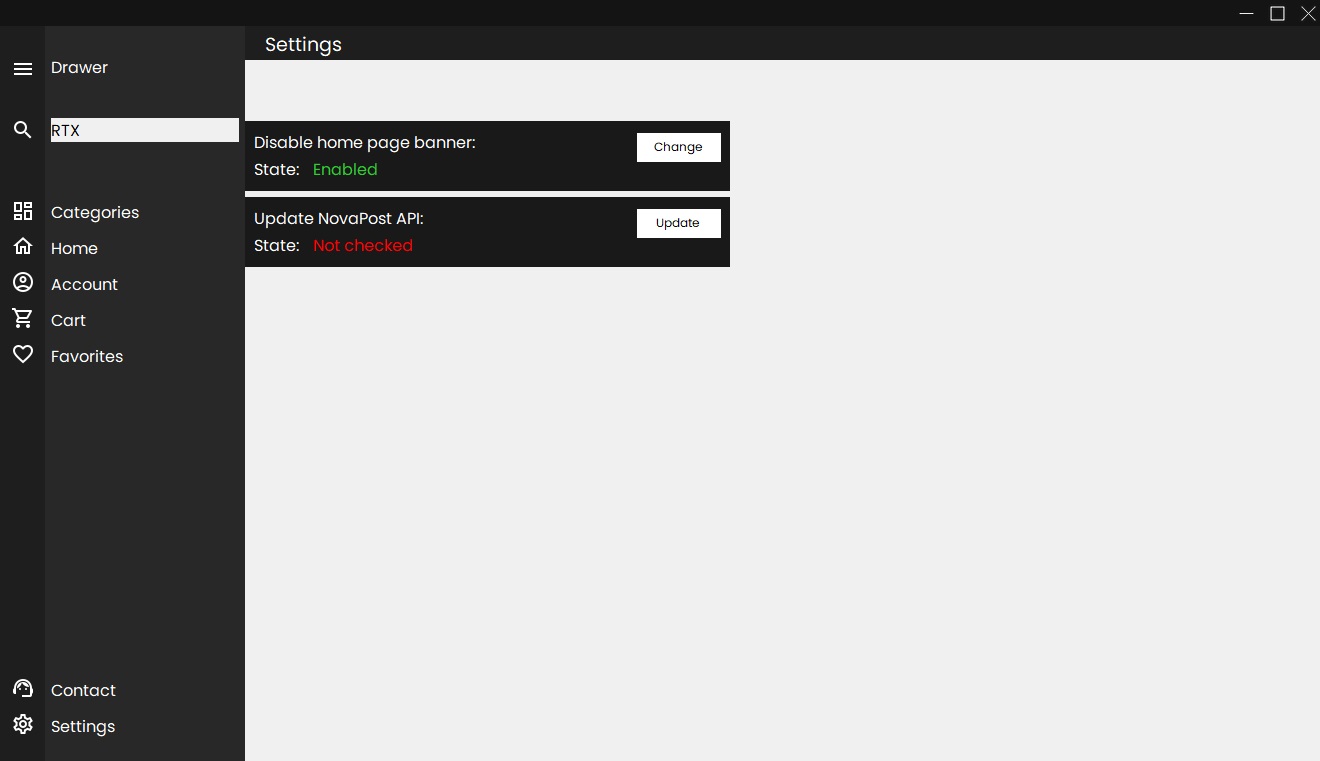 Settings
Drawer
RTX
Disable home page banner:
Change
State: Enabled
Update NovaPost API:
Update
State: Not checked
Categories
Home
Account
Cart
Favorites
Contact
Settings